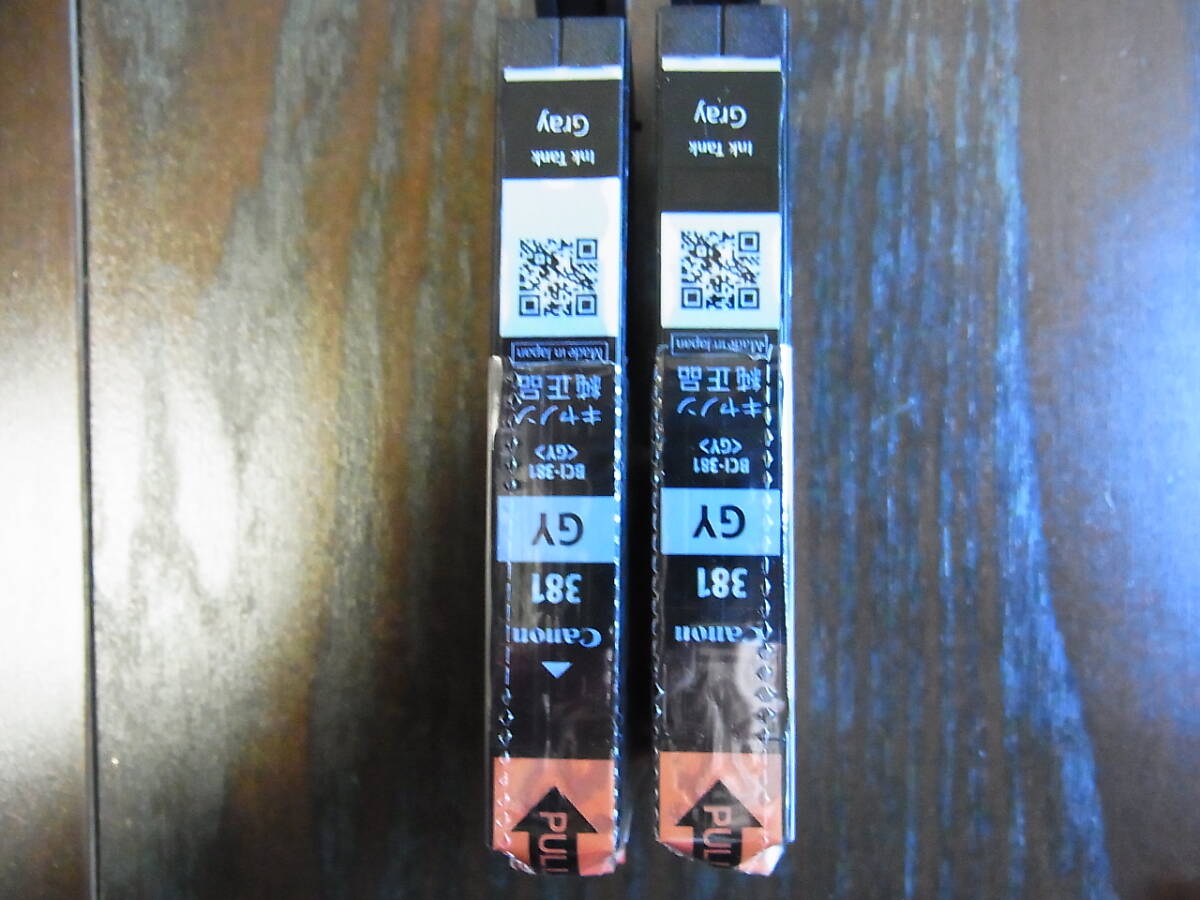 Canon
381
GY
BCI-381
<GY>
キヤノン
純正品
Made in Japan
Ink Tank
Gray
PULL
Canon
381
GY
BCI-381
<GY>
キヤノン
純正品
Made in Japan
Ink Tank
Gray
PULL